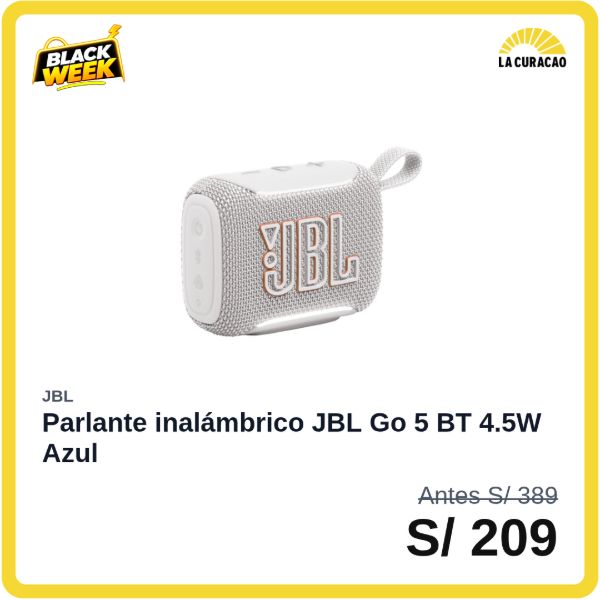 BLACK
WEEK
LA CURACAO
JBL
JBL
Parlante inalámbrico JBL Go 5 BT 4.5W
Azul
Antes S/ 389
S/ 209